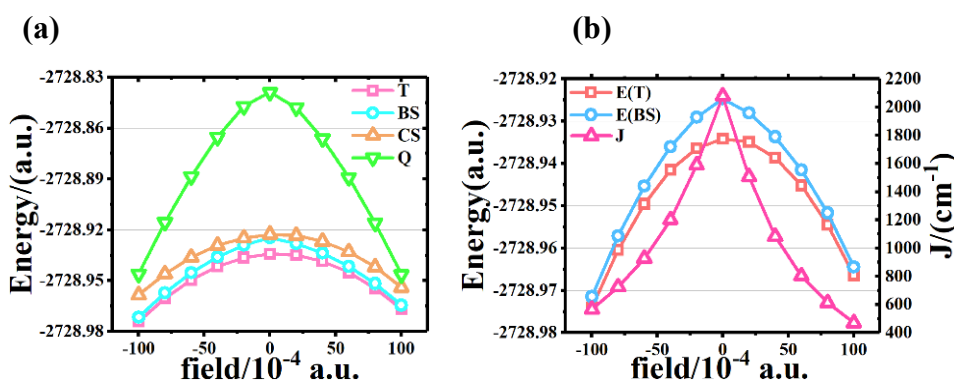 (a)
Energy/(a.u.)
-2728.83
-2728.86
-2728.89
-2728.92
-2728.95
-2728.98
T
BS
CS
Q
-100
-50
0
50
100
field/10⁻⁴ a.u.
(b)
Energy(a.u.)
-2728.92
-2728.93
-2728.94
-2728.95
-2728.96
-2728.97
-2728.98
E(T)
E(BS)
J
2200
2000
1800
1600
1400
1200
1000
800
600
400
J/(cm⁻¹)
-100
-50
0
50
100
field/10⁻⁴ a.u.